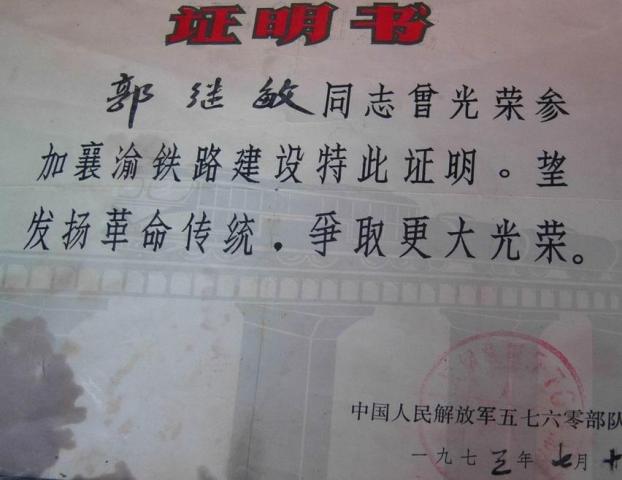 证明书
郭继敏同志曾光荣参
加襄渝铁路建设特此证明。望
发扬革命传统，争取更大光荣。
中国人民解放军五七六零部队
一九七三年七月十